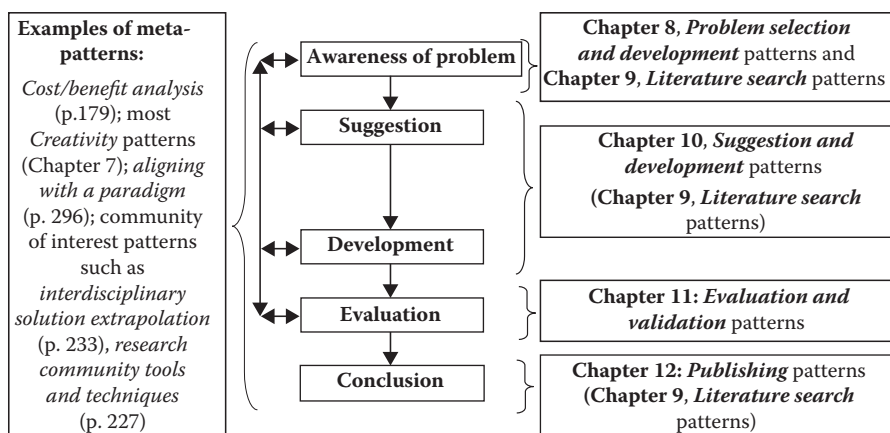 Examples of meta-
patterns:
Cost/benefit analysis
(p.179); most
Creativity patterns
(Chapter 7); aligning
with a paradigm
(p. 296); community
of interest patterns
such as
interdisciplinary
solution extrapolation
(p. 233), research
community tools
and techniques
(p. 227)
Awareness of problem
Suggestion
Development
Evaluation
Conclusion
Chapter 8, Problem selection
and development patterns and
Chapter 9, Literature search patterns
Chapter 10, Suggestion and
development patterns
(Chapter 9, Literature search
patterns)
Chapter 11: Evaluation and
validation patterns
Chapter 12: Publishing patterns
(Chapter 9, Literature search
patterns)